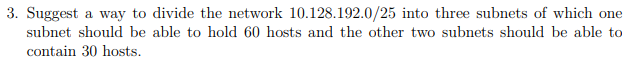 3. Suggest a way to divide the network 10.128.192.0/25 into three subnets of which one
subnet should be able to hold 60 hosts and the other two subnets should be able to
contain 30 hosts.